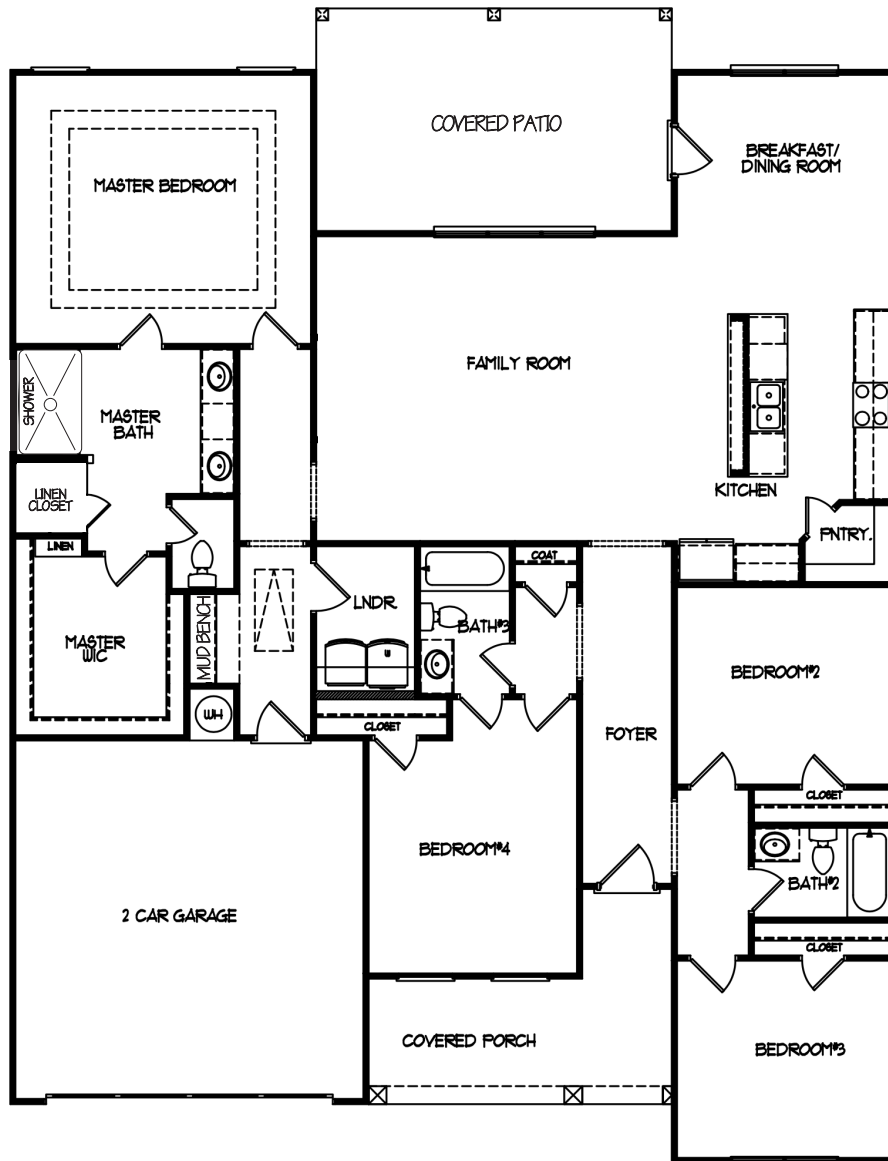 COVERED PATIO
BREAKFAST/
DINING ROOM
MASTER BEDROOM
FAMILY ROOM
SHOWER
MASTER
BATH
LINEN
CLOSET
KITCHEN
PNTRY.
LINEN
COAT
LNDR.
MUD BENCH
BATH#3
MASTER
WIC
BEDROOM#2
WH
CLOSET
FOYER
CLOSET
BEDROOM#4
BATH#2
2 CAR GARAGE
CLOSET
COVERED PORCH
BEDROOM#3